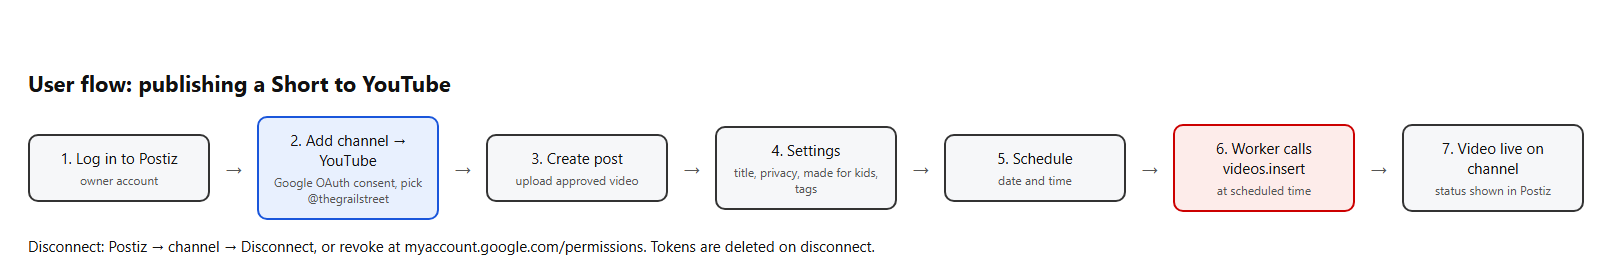 User flow: publishing a Short to YouTube
1. Log in to Postiz
owner account
→
2. Add channel →
YouTube
Google OAuth consent, pick
@thegrailstreet
→
3. Create post
upload approved video
→
4. Settings
title, privacy, made for kids,
tags
→
5. Schedule
date and time
→
6. Worker calls
videos.insert
at scheduled time
→
7. Video live on
channel
status shown in Postiz
Disconnect: Postiz → channel → Disconnect, or revoke at myaccount.google.com/permissions. Tokens are deleted on disconnect.